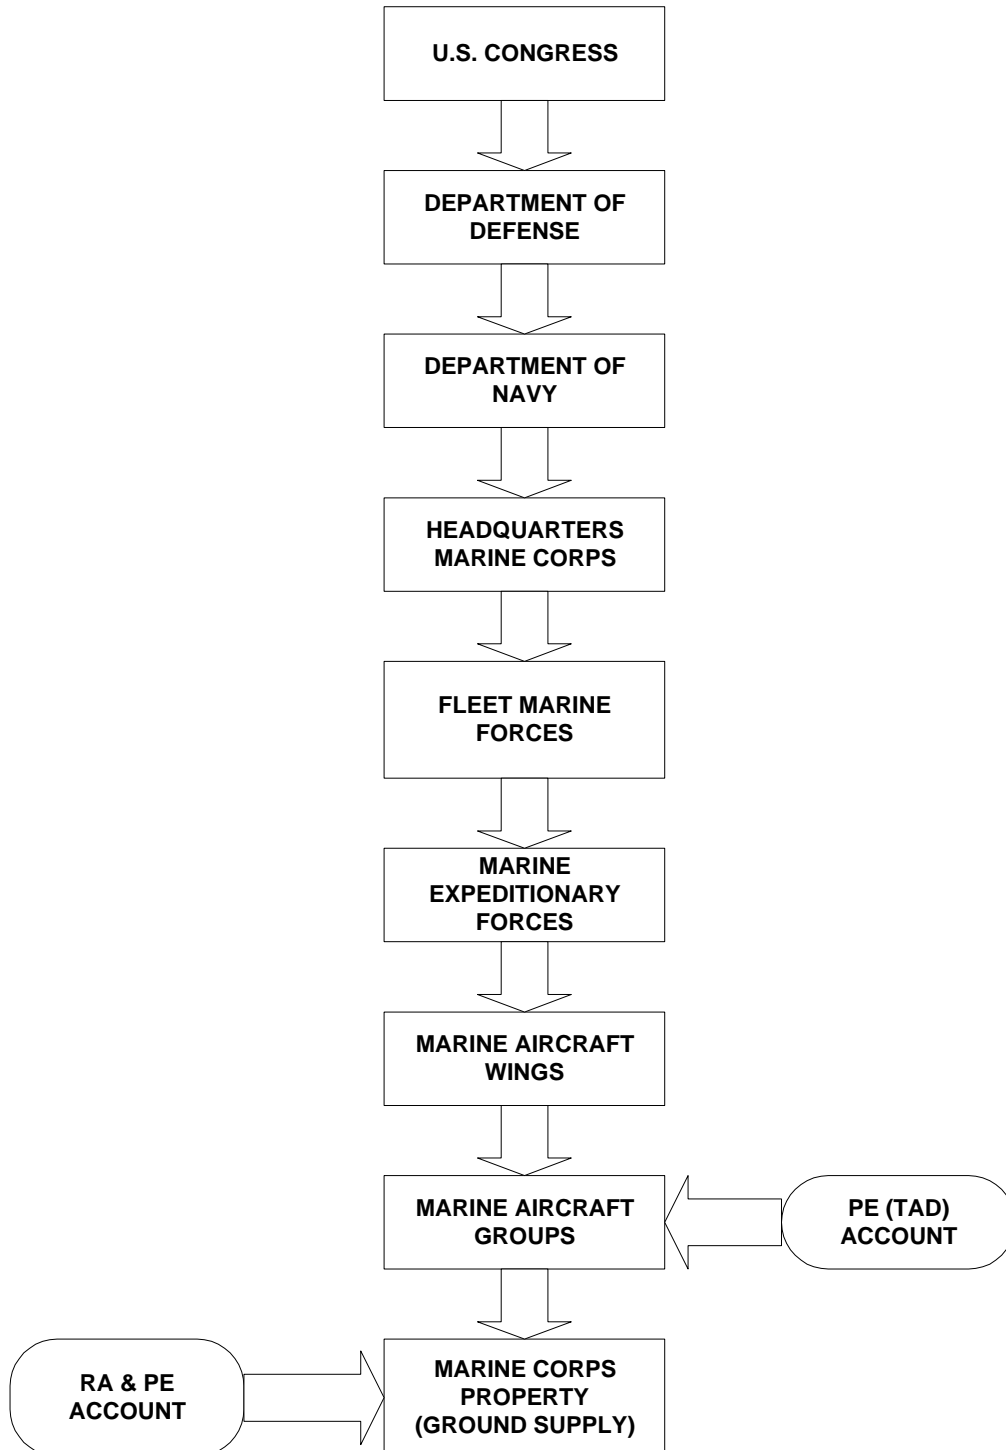 U.S. CONGRESS
DEPARTMENT OF
DEFENSE
DEPARTMENT OF
NAVY
HEADQUARTERS
MARINE CORPS
FLEET MARINE
FORCES
MARINE
EXPEDITIONARY
FORCES
MARINE AIRCRAFT
WINGS
MARINE AIRCRAFT
GROUPS
PE (TAD)
ACCOUNT
RA & PE
ACCOUNT
MARINE CORPS
PROPERTY
(GROUND SUPPLY)